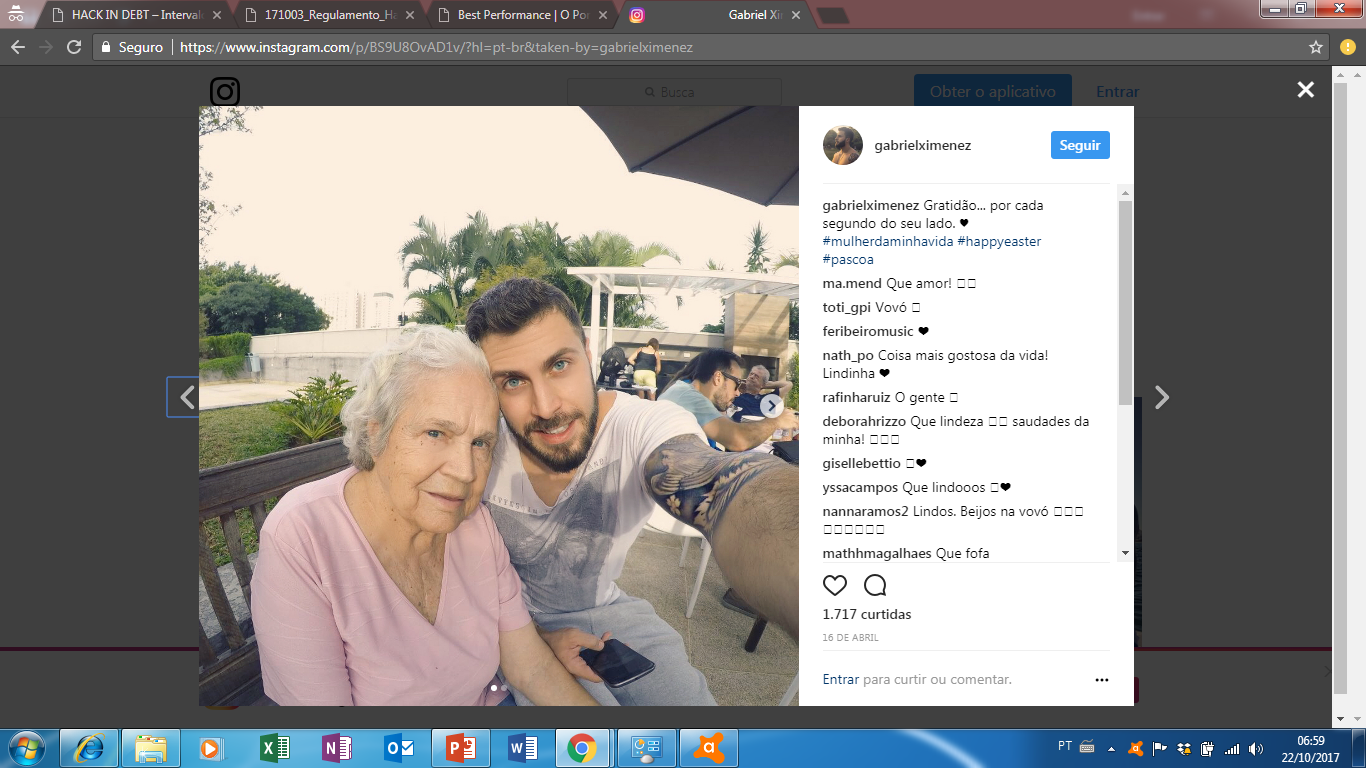 HACK IN DEBT – Interval
171003_Regulamento_Ha
Best Performance | O Po
Gabriel Xi
Seguro
https://www.instagram.com/p/BS9U8OvAD1v/?hl=pt-br&taken-by=gabrielximenez
Busca
Obter o aplicativo
Entrar
gabrielximenez
Seguir
gabrielximenez Gratidão... por cada
segundo do seu lado. ♥
#mulherdaminhavida #happyeaster
#pascoa
ma.mend Que amor! □□
toti_gpi Vovó □
feribeiromusic ❤
nath_po Coisa mais gostosa da vida!
Lindinha ❤
rafinharuiz O gente □
deborahrizzo Que lindeza □□ saudades da
minha! □□□
gisellebettio □❤
yssacampos Que lindooos □❤
nannaramos2 Lindos. Beijos na vovó □□□
□□□□□□
mathhmagalhaes Que fofa
1.717 curtidas
16 DE ABRIL
Entrar para curtir ou comentar.
PT
06:59
22/10/2017